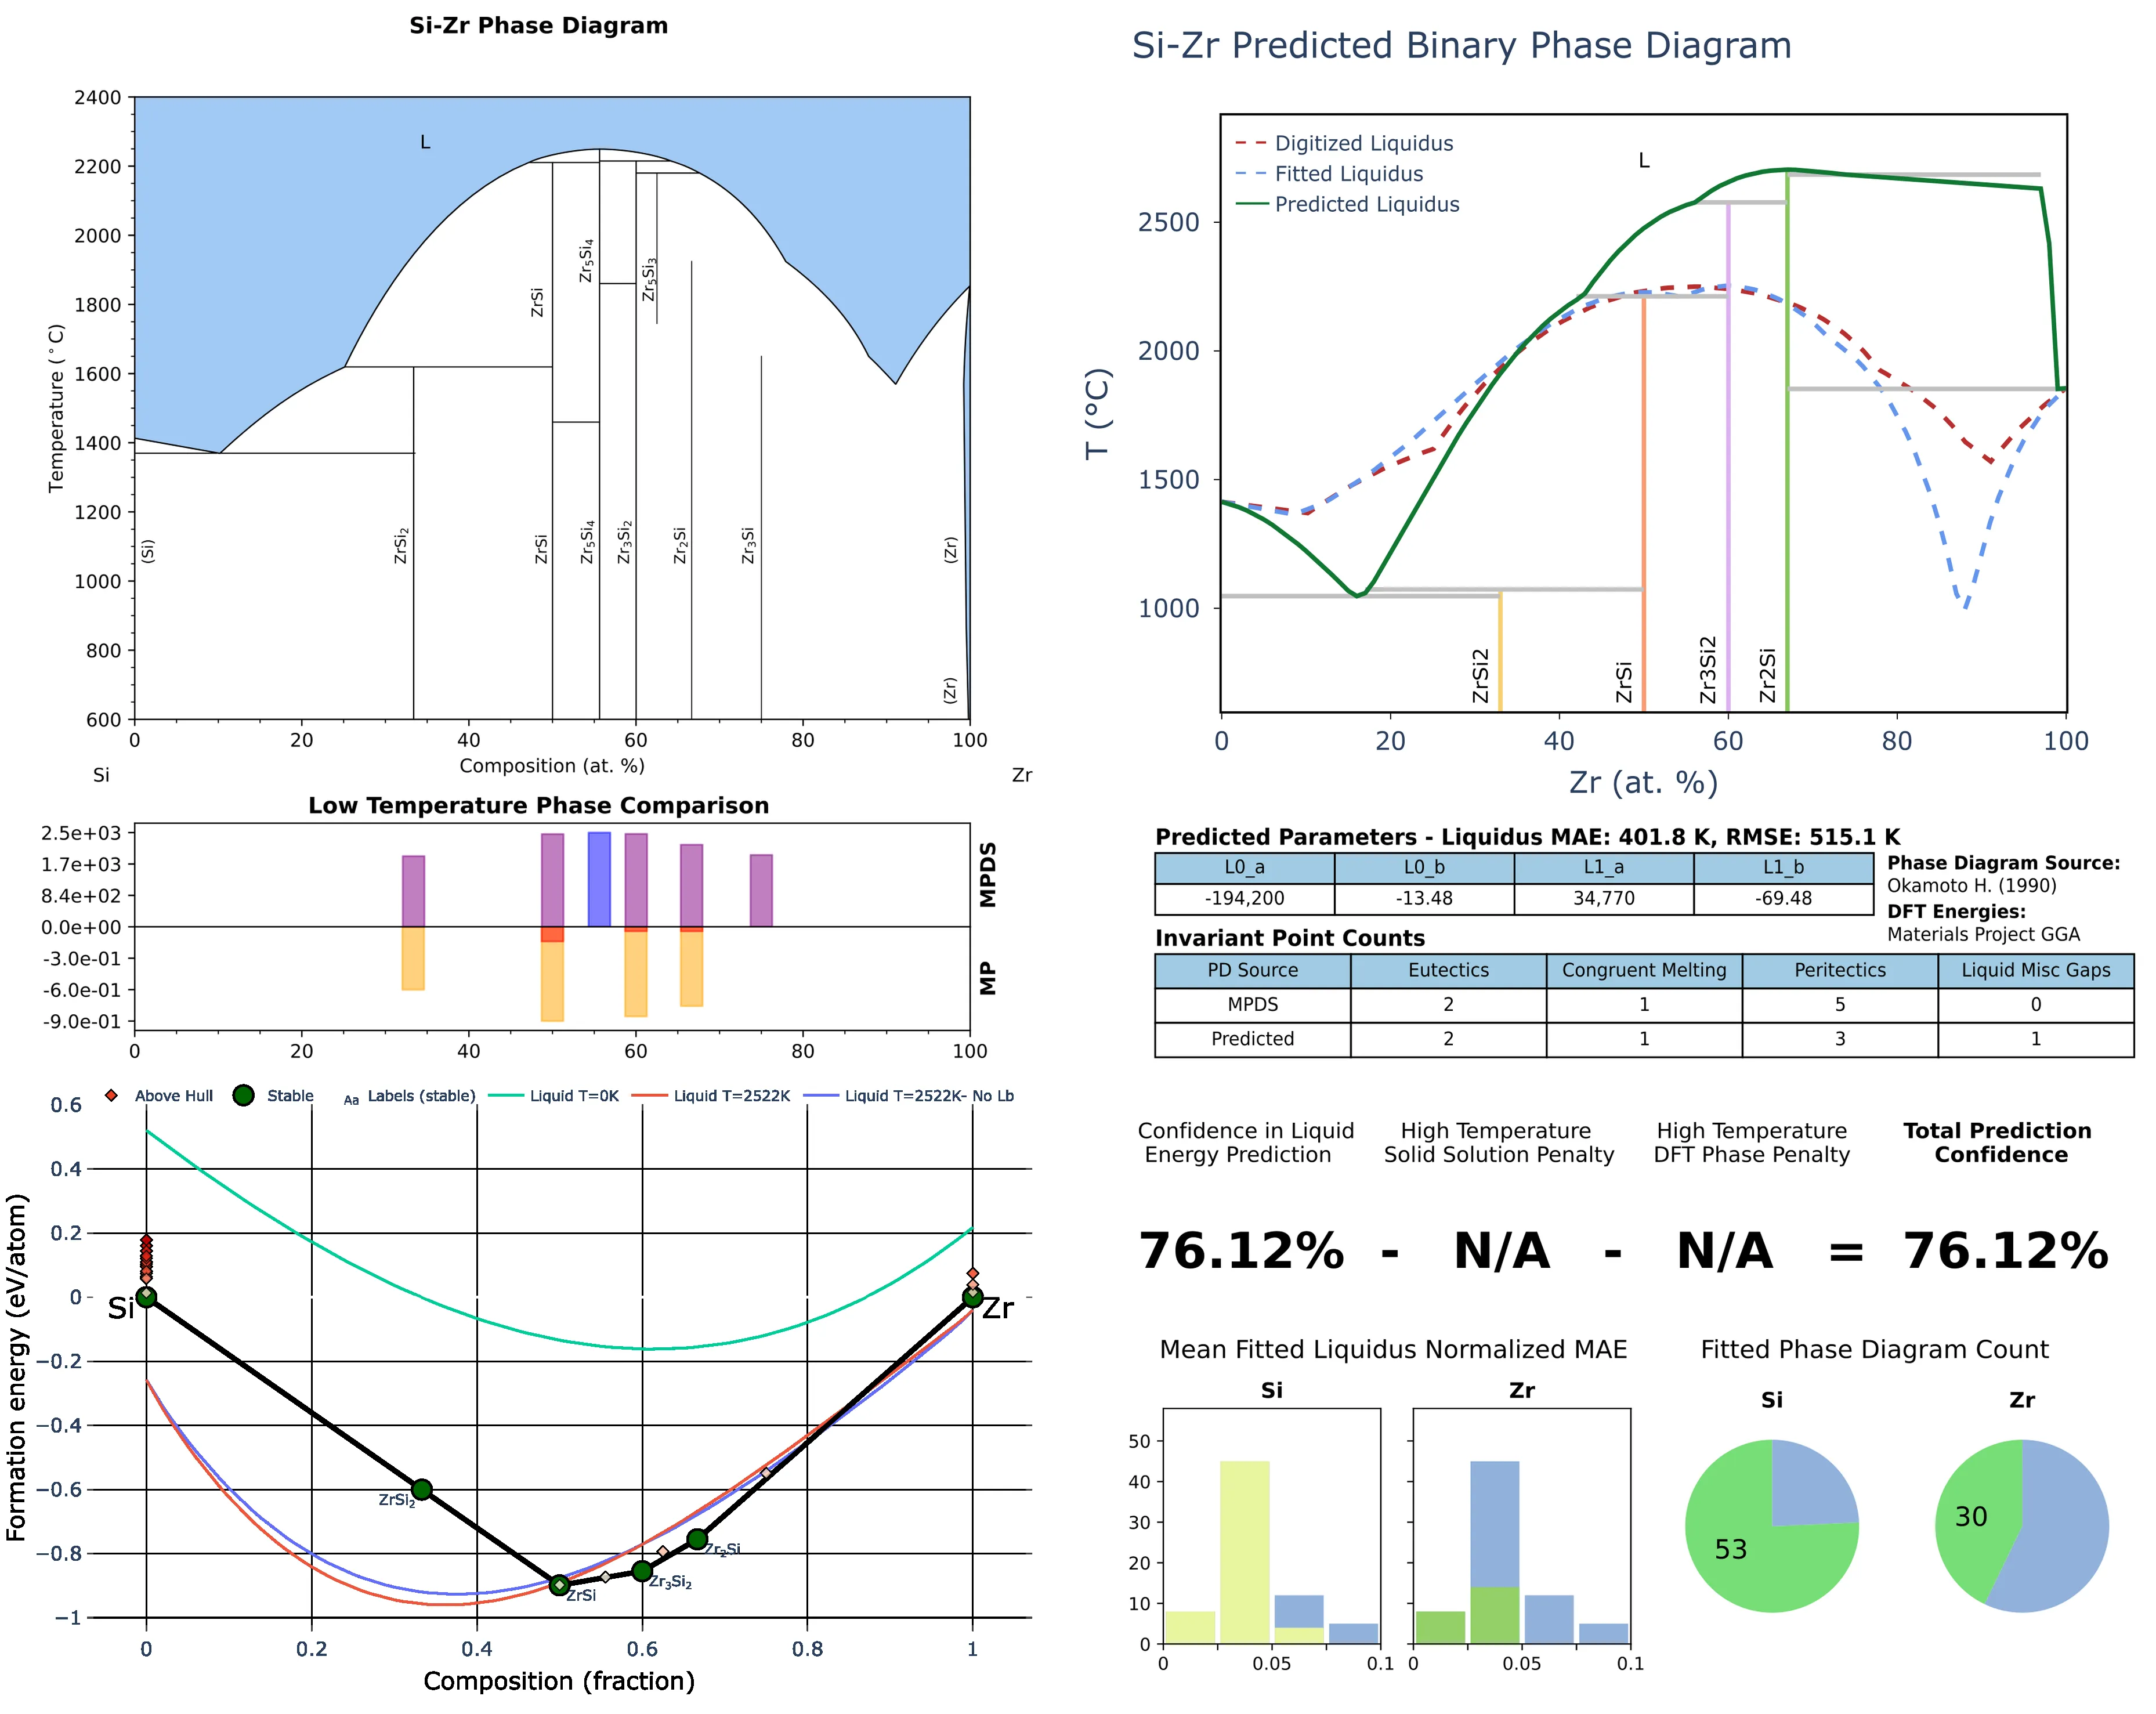 Si-Zr Phase Diagram
2400
2200
2000
1800
1600
1400
1200
1000
800
600
Temperature (°C)
L
ZrSi
Zr5Si4
Zr5Si3
(Si)
ZrSi2
ZrSi
Zr5Si4
Zr3Si2
Zr2Si
Zr3Si
(Zr)
(Zr)
0 20 40 60 80 100
Composition (at. %)
Si Zr
Si-Zr Predicted Binary Phase Diagram
Digitized Liquidus
Fitted Liquidus
Predicted Liquidus
L
2500
2000
1500
1000
T (°C)
ZrSi2
ZrSi
Zr3Si2
Zr2Si
0 20 40 60 80 100
Zr (at. %)
Low Temperature Phase Comparison
2.5e+03
1.7e+03
8.4e+02
0.0e+00
-3.0e-01
-6.0e-01
-9.0e-01
MPDS
MP
0 20 40 60 80 100
Predicted Parameters - Liquidus MAE: 401.8 K, RMSE: 515.1 K
L0_a L0_b L1_a L1_b
-194,200 -13.48 34,770 -69.48
Phase Diagram Source:
Okamoto H. (1990)
DFT Energies:
Materials Project GGA
Invariant Point Counts
PD Source Eutectics Congruent Melting Peritectics Liquid Misc Gaps
MPDS 2 1 5 0
Predicted 2 1 3 1
Above Hull Stable Aa Labels (stable) Liquid T=0K Liquid T=2522K Liquid T=2522K- No Lb
0.6
0.4
0.2
0
−0.2
−0.4
−0.6
−0.8
−1
Formation energy (eV/atom)
Si
Zr
ZrSi2
ZrSi
Zr3Si2
Zr2Si
0 0.2 0.4 0.6 0.8 1
Composition (fraction)
Confidence in Liquid
Energy Prediction
High Temperature
Solid Solution Penalty
High Temperature
DFT Phase Penalty
Total Prediction
Confidence
76.12% - N/A - N/A = 76.12%
Mean Fitted Liquidus Normalized MAE
Si
Zr
50
40
30
20
10
0
0 0.05 0.1
0 0.05 0.1
Fitted Phase Diagram Count
Si
Zr
53
30